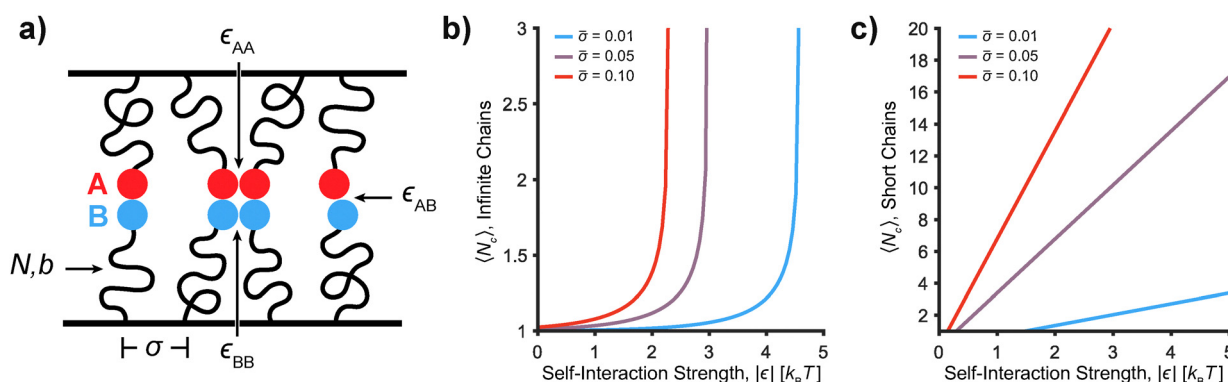 a)
ϵAA
A
B
ϵAB
N,b
σ
ϵBB
b)
σ̄ = 0.01
σ̄ = 0.05
σ̄ = 0.10
⟨Nc⟩, Infinite Chains
3
2.5
2
1.5
1
0 1 2 3 4 5
Self-Interaction Strength, |ϵ| [kBT]
c)
σ̄ = 0.01
σ̄ = 0.05
σ̄ = 0.10
⟨Nc⟩, Short Chains
20
18
16
14
12
10
8
6
4
2
0 1 2 3 4 5
Self-Interaction Strength, |ϵ| [kBT]